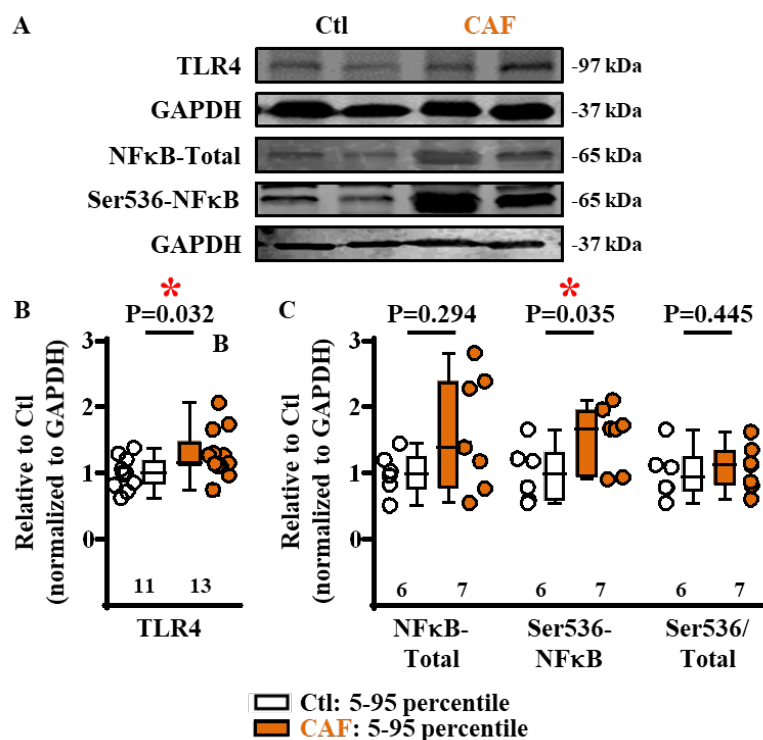 A
Ctl CAF
TLR4 -97 kDa
GAPDH -37 kDa
NFκB-Total -65 kDa
Ser536-NFκB -65 kDa
GAPDH -37 kDa
B
*
P=0.032
B
Relative to Ctl
(normalized to GAPDH)
3
2
1
0
11 13
TLR4
C
P=0.294
*
P=0.035
P=0.445
Relative to Ctl
(normalized to GAPDH)
3
2
1
0
6 7 6 7 6 7
NFκB- Ser536- Ser536/
Total NFκB Total
Ctl: 5-95 percentile
CAF: 5-95 percentile